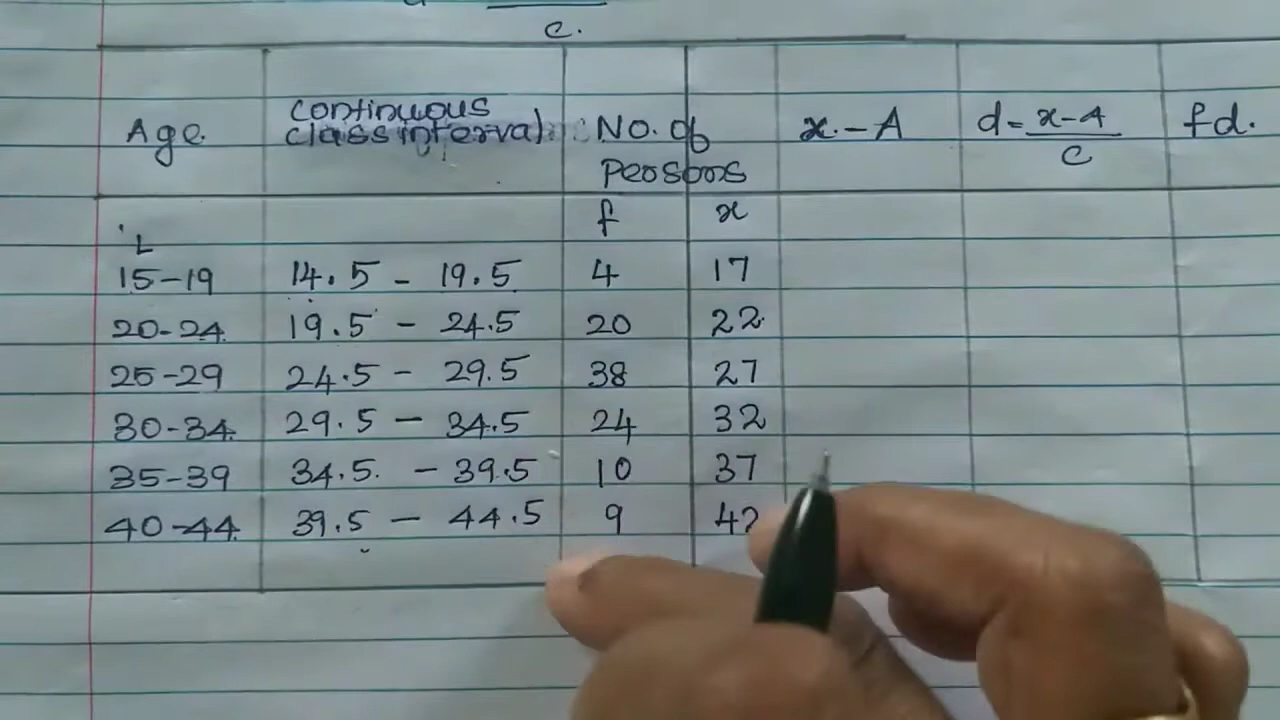 c.
Age. continuous class interval No. of Persons x - A d = x-A / c fd.
f x
15-19 14.5 - 19.5 4 17
20-24 19.5 - 24.5 20 22
25-29 24.5 - 29.5 38 27
30-34 29.5 - 34.5 24 32
35-39 34.5 - 39.5 10 37
40-44 39.5 - 44.5 9 42